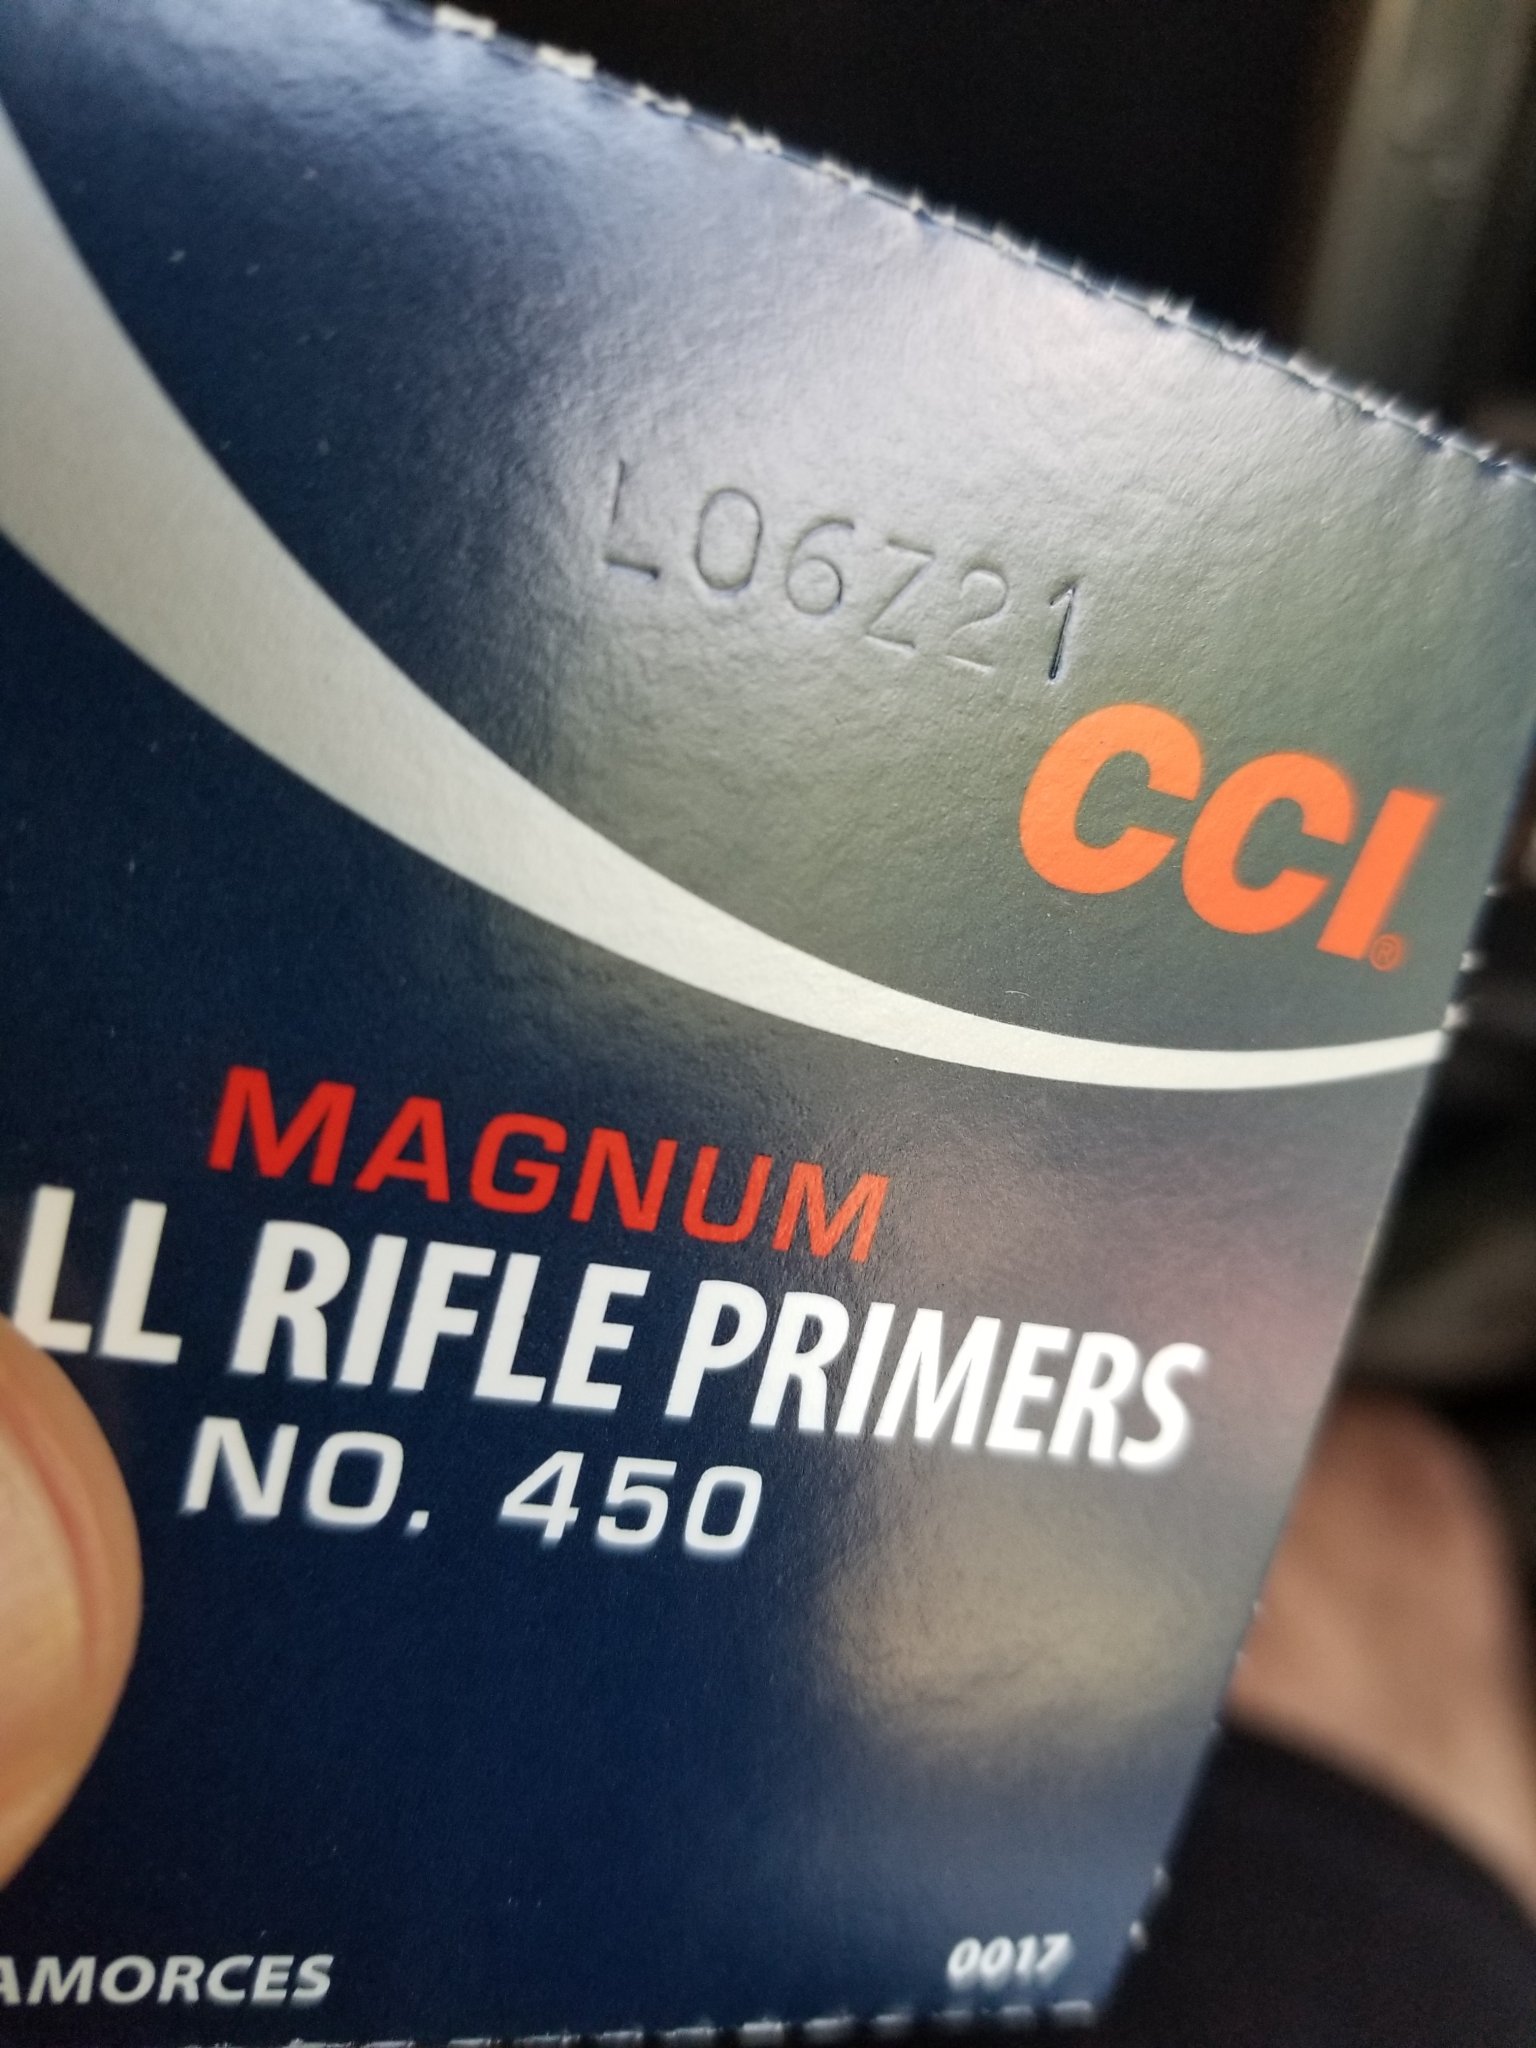 L06Z21
CCI®
MAGNUM
LL RIFLE PRIMERS
NO. 450
AMORCES
0017